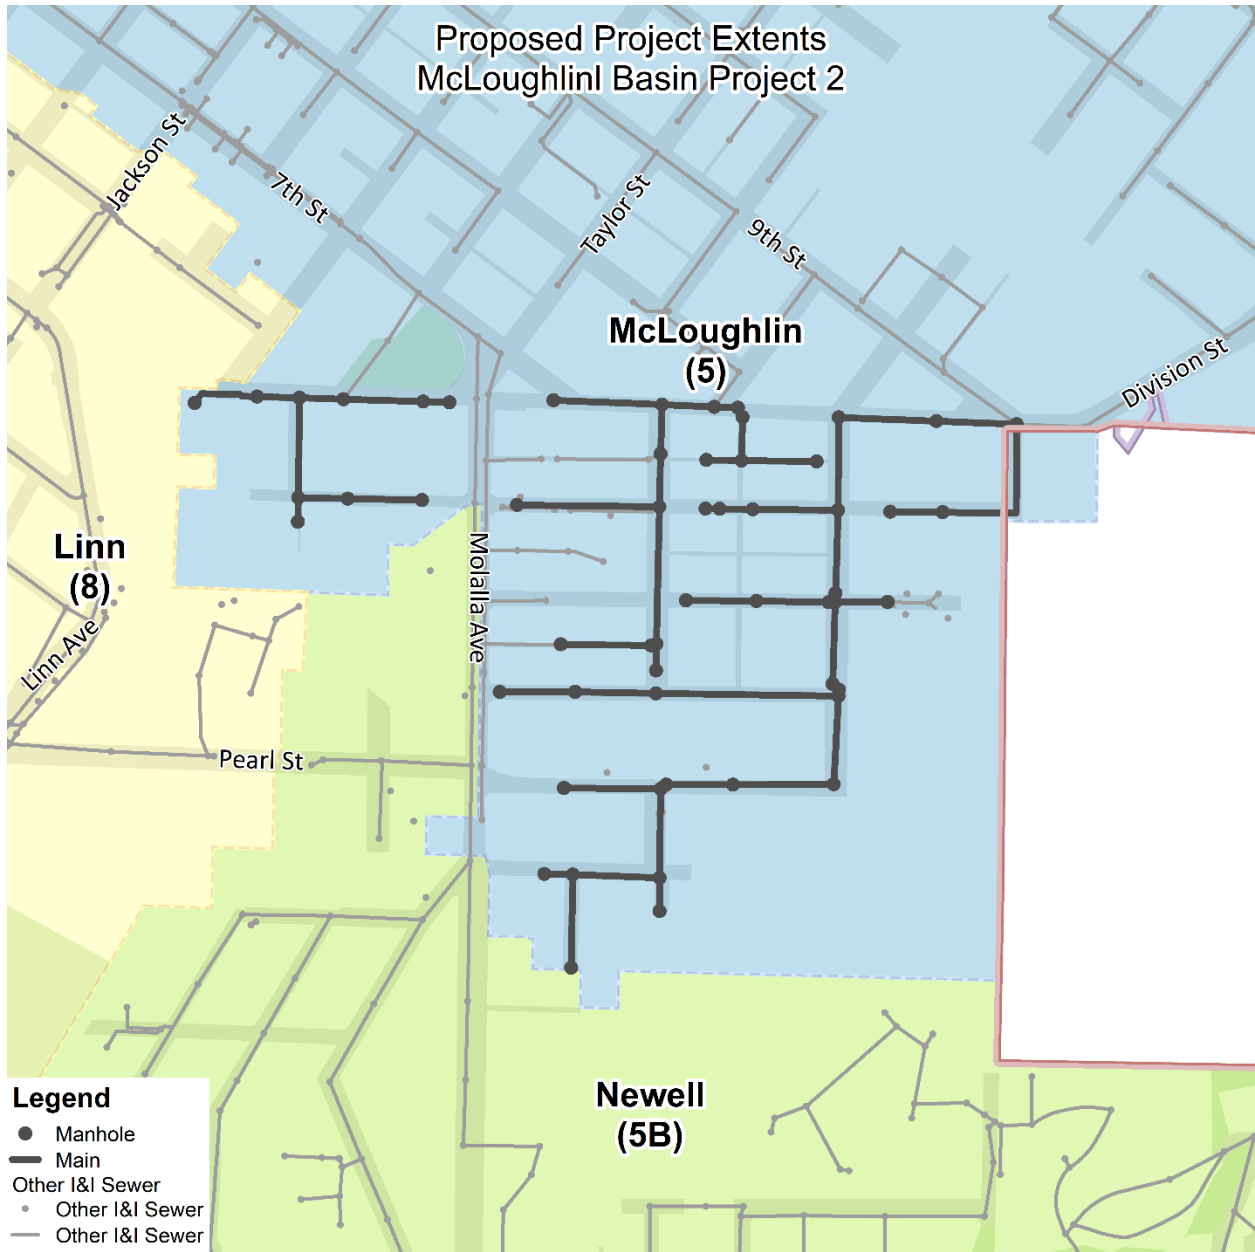 Proposed Project Extents
McLoughlinl Basin Project 2
Jackson St
7th St
Taylor St
9th St
McLoughlin
(5)
Division St
Linn
(8)
Molalla Ave
Linn Ave
Pearl St
Newell
(5B)
Legend
Manhole
Main
Other I&I Sewer
Other I&I Sewer
Other I&I Sewer